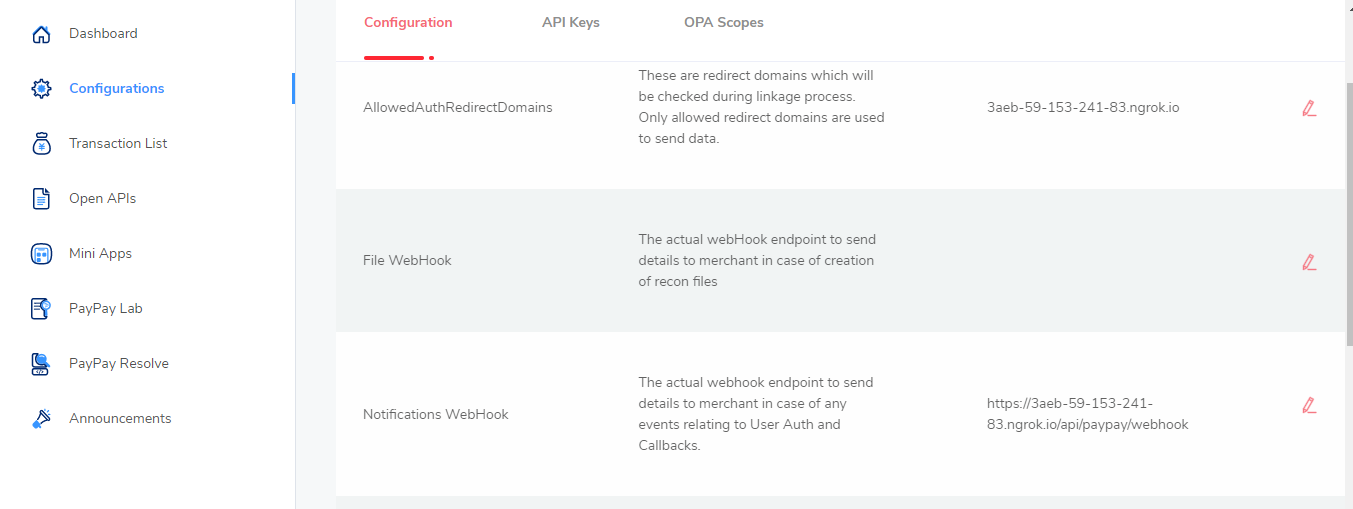 Dashboard
Configurations
Transaction List
Open APIs
Mini Apps
PayPay Lab
PayPay Resolve
Announcements
Configuration
API Keys
OPA Scopes
AllowedAuthRedirectDomains
These are redirect domains which will
be checked during linkage process.
Only allowed redirect domains are used
to send data.
3aeb-59-153-241-83.ngrok.io
File WebHook
The actual webHook endpoint to send
details to merchant in case of creation
of recon files
Notifications WebHook
The actual webhook endpoint to send
details to merchant in case of any
events relating to User Auth and
Callbacks.
https://3aeb-59-153-241-
83.ngrok.io/api/paypay/webhook